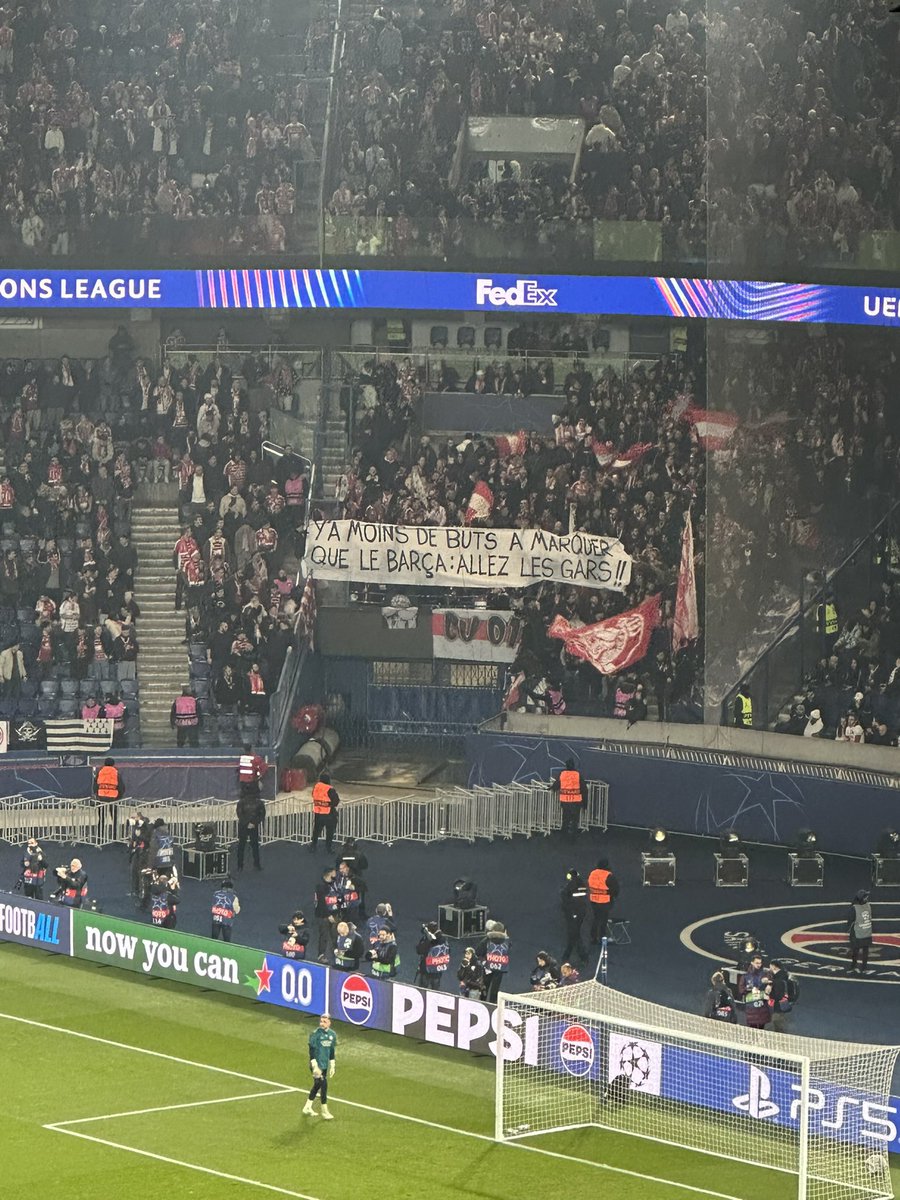 ONS LEAGUE
FedEx
UE
Y'A MOINS DE BUTS A MARQUER
QUE LE BARÇA : ALLEZ LES GARS !!
FOOTBALL
now you can
0.0
PEPSI
PEPSI
PEPSI
PS5